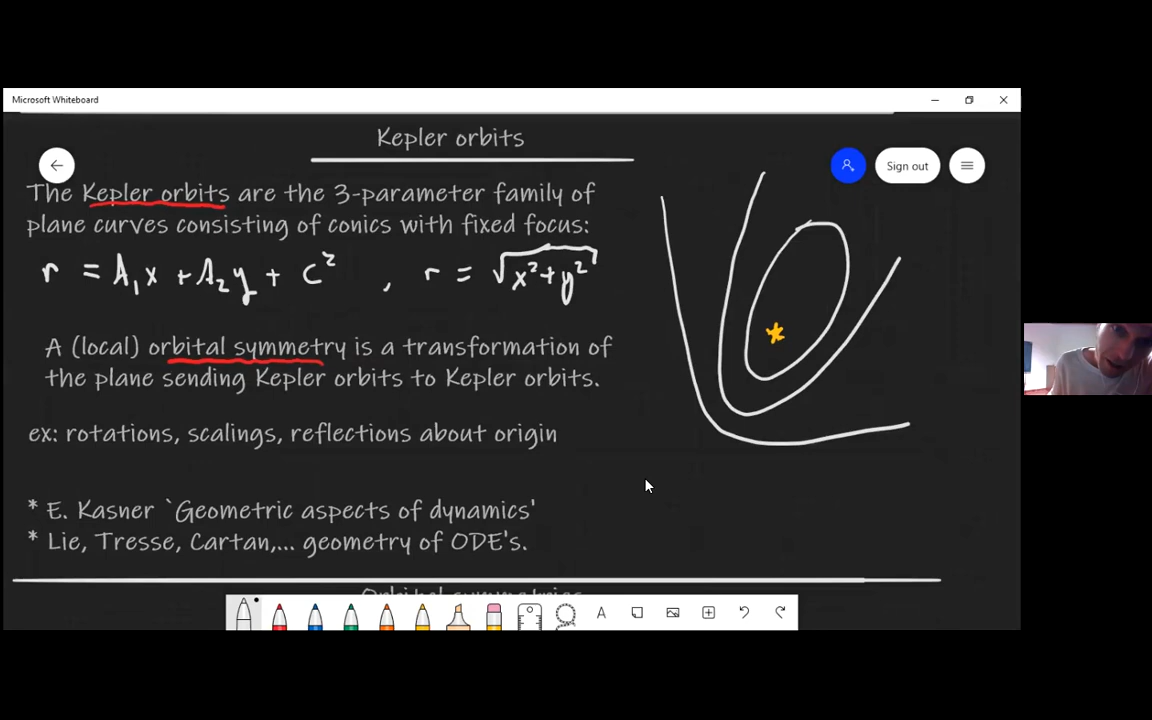 Microsoft Whiteboard
Kepler orbits
Sign out
The Kepler orbits are the 3-parameter family of
plane curves consisting of conics with fixed focus:
r = A₁x + A₂y + c² , r = √x²+y²
A (local) orbital symmetry is a transformation of
the plane sending Kepler orbits to Kepler orbits.
ex: rotations, scalings, reflections about origin
* E. Kasner `Geometric aspects of dynamics'
* Lie, Tresse, Cartan,... geometry of ODE's.
Orbital symmetries